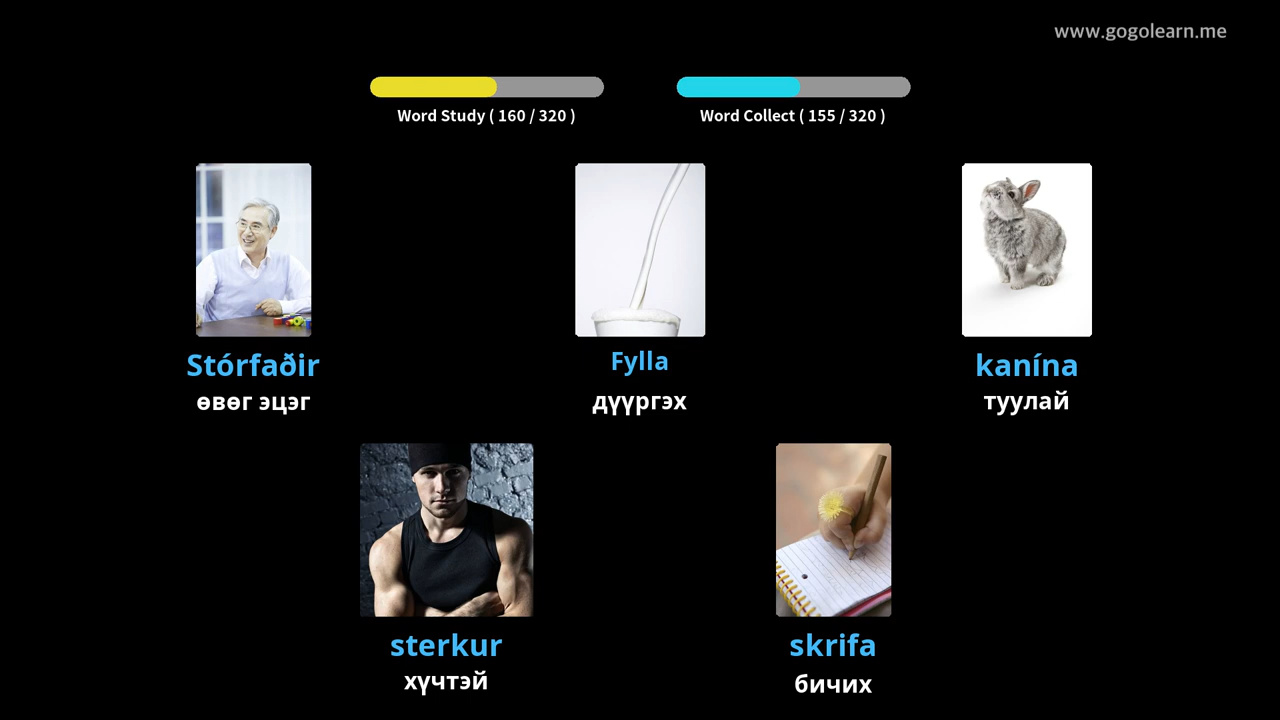 www.gogolearn.me
Word Study ( 160 / 320 )
Word Collect ( 155 / 320 )
Stórfaðir
өвөг эцэг
Fylla
дүүргэх
kanína
туулай
sterkur
хүчтэй
skrifa
бичих